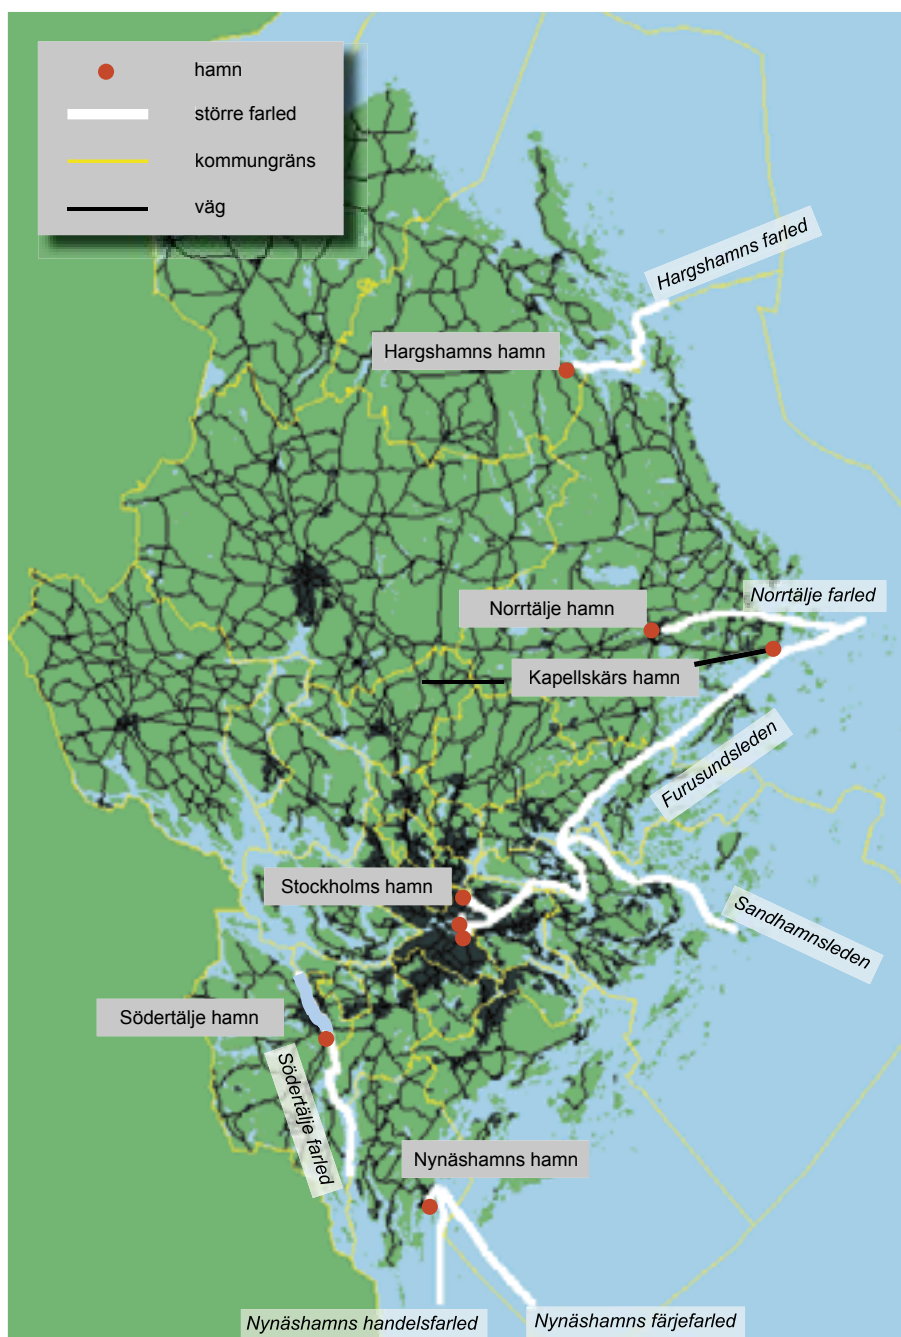 hamn
större farled
kommungräns
väg
Hargshamns farled
Hargshamns hamn
Norrtälje hamn
Norrtälje farled
Kapellskärs hamn
Furusundsleden
Stockholms hamn
Sandhamnsleden
Södertälje hamn
Södertälje farled
Nynäshamns hamn
Nynäshamns handelsfarled
Nynäshamns färjefarled